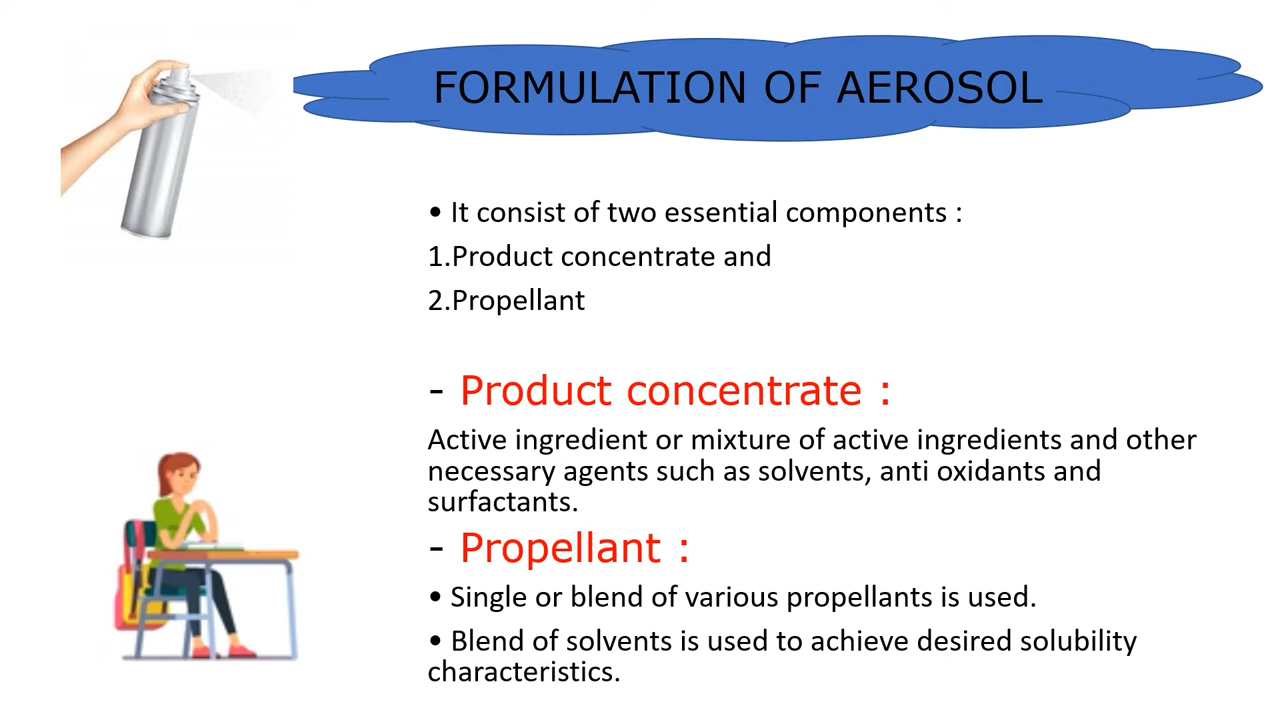 FORMULATION OF AEROSOL
• It consist of two essential components :
1.Product concentrate and
2.Propellant
- Product concentrate :
Active ingredient or mixture of active ingredients and other
necessary agents such as solvents, anti oxidants and
surfactants.
- Propellant :
• Single or blend of various propellants is used.
• Blend of solvents is used to achieve desired solubility
characteristics.